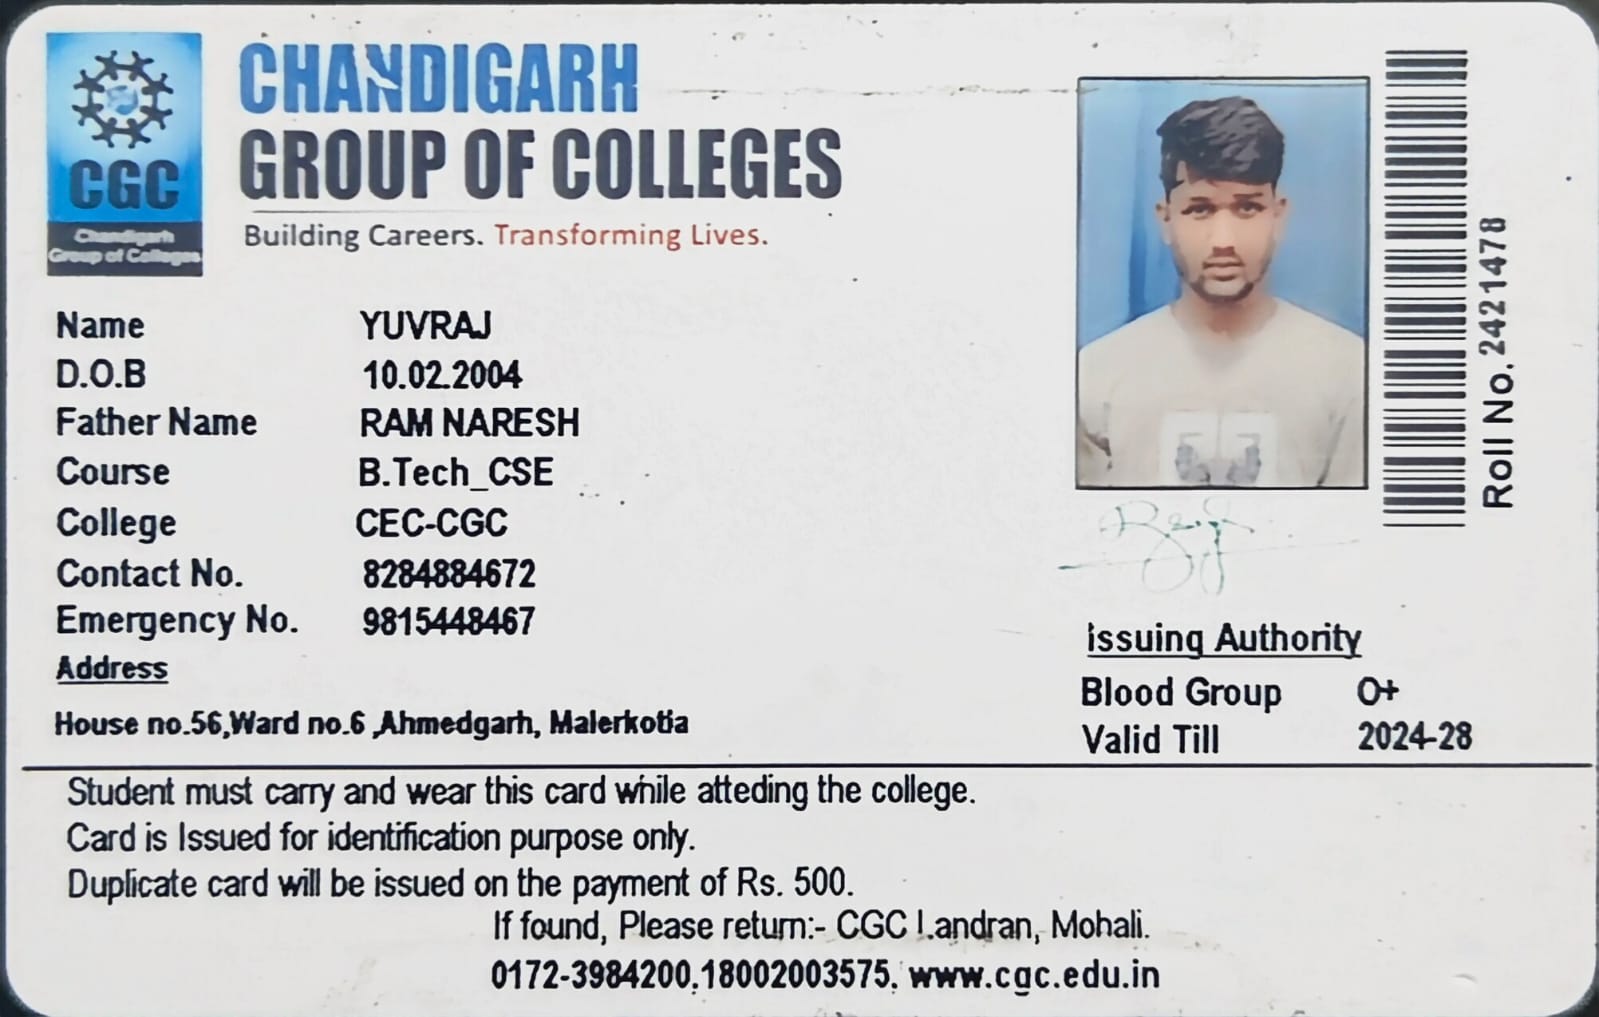 CGC
Chandigarh
Group of Colleges
CHANDIGARH
GROUP OF COLLEGES
Building Careers. Transforming Lives.
Name YUVRAJ
D.O.B 10.02.2004
Father Name RAM NARESH
Course B.Tech_CSE
College CEC-CGC
Contact No. 8284884672
Emergency No. 9815448467
Address
House no.56,Ward no.6 ,Ahmedgarh, Malerkotla
Roll No. 2421478
issuing Authority
Blood Group O+
Valid Till 2024-28
Student must carry and wear this card while atteding the college.
Card is Issued for identification purpose only.
Duplicate card will be issued on the payment of Rs. 500.
If found, Please return:- CGC Landran, Mohali.
0172-3984200,18002003575, www.cgc.edu.in